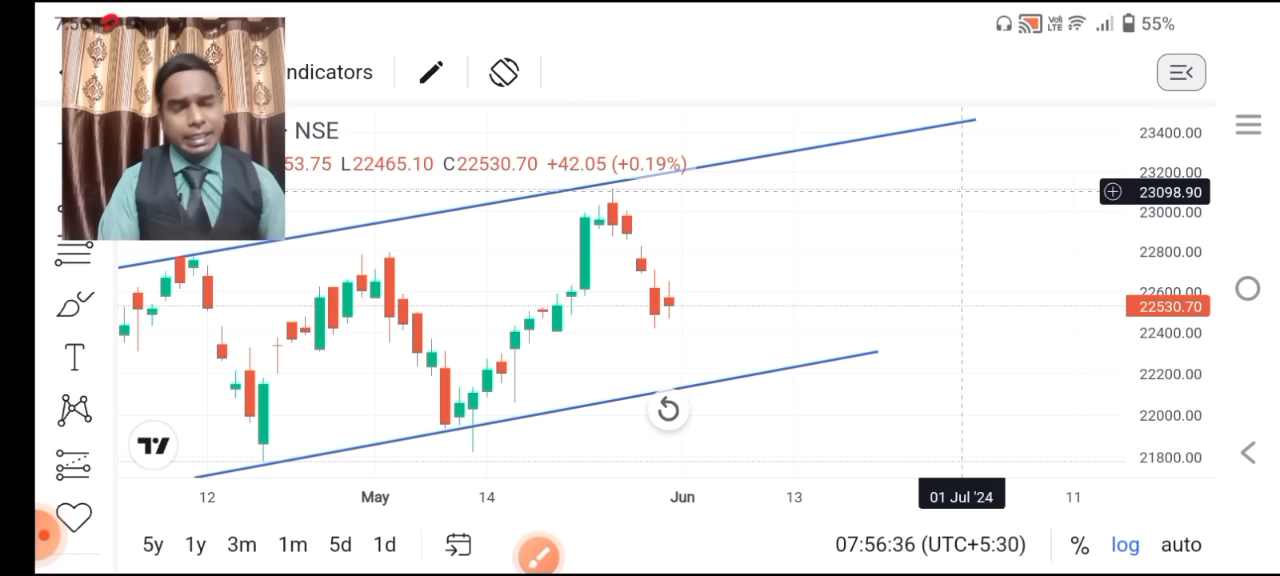 55%
ndicators
· NSE
53.75 L22465.10 C22530.70 +42.05 (+0.19%)
23400.00
23200.00
23098.90
23000.00
22800.00
22600.00
22530.70
22400.00
22200.00
22000.00
21800.00
12 May 14 Jun 13 01 Jul '24 11
5y 1y 3m 1m 5d 1d 07:56:36 (UTC+5:30) % log auto